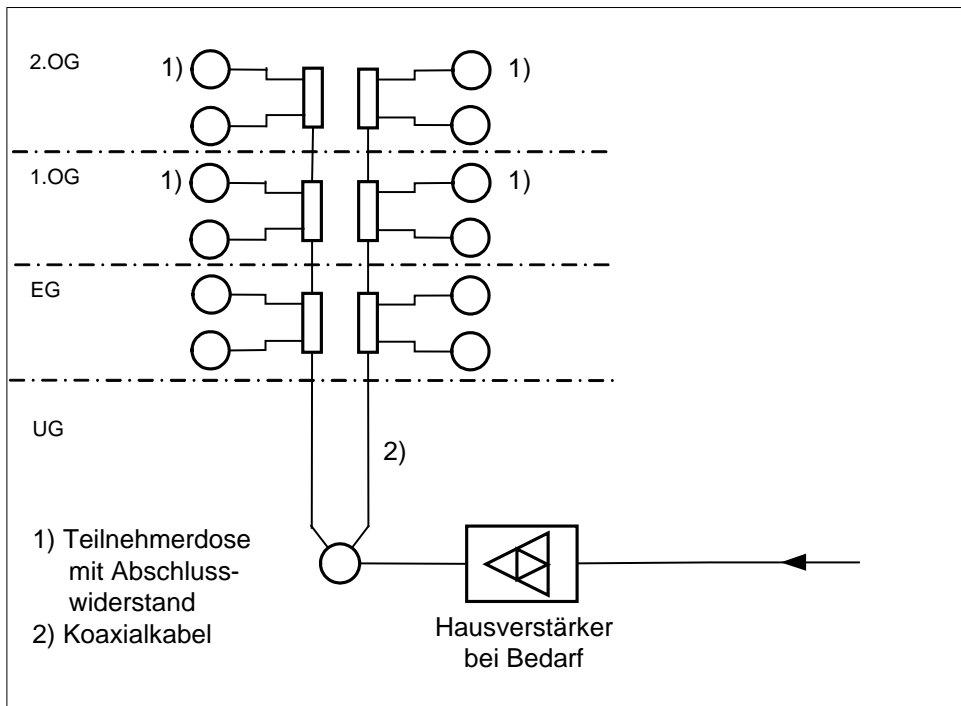 2.OG
1)
1)
1.OG
1)
1)
EG
UG
2)
1) Teilnehmerdose
mit Abschluss-
widerstand
2) Koaxialkabel
Hausverstärker
bei Bedarf